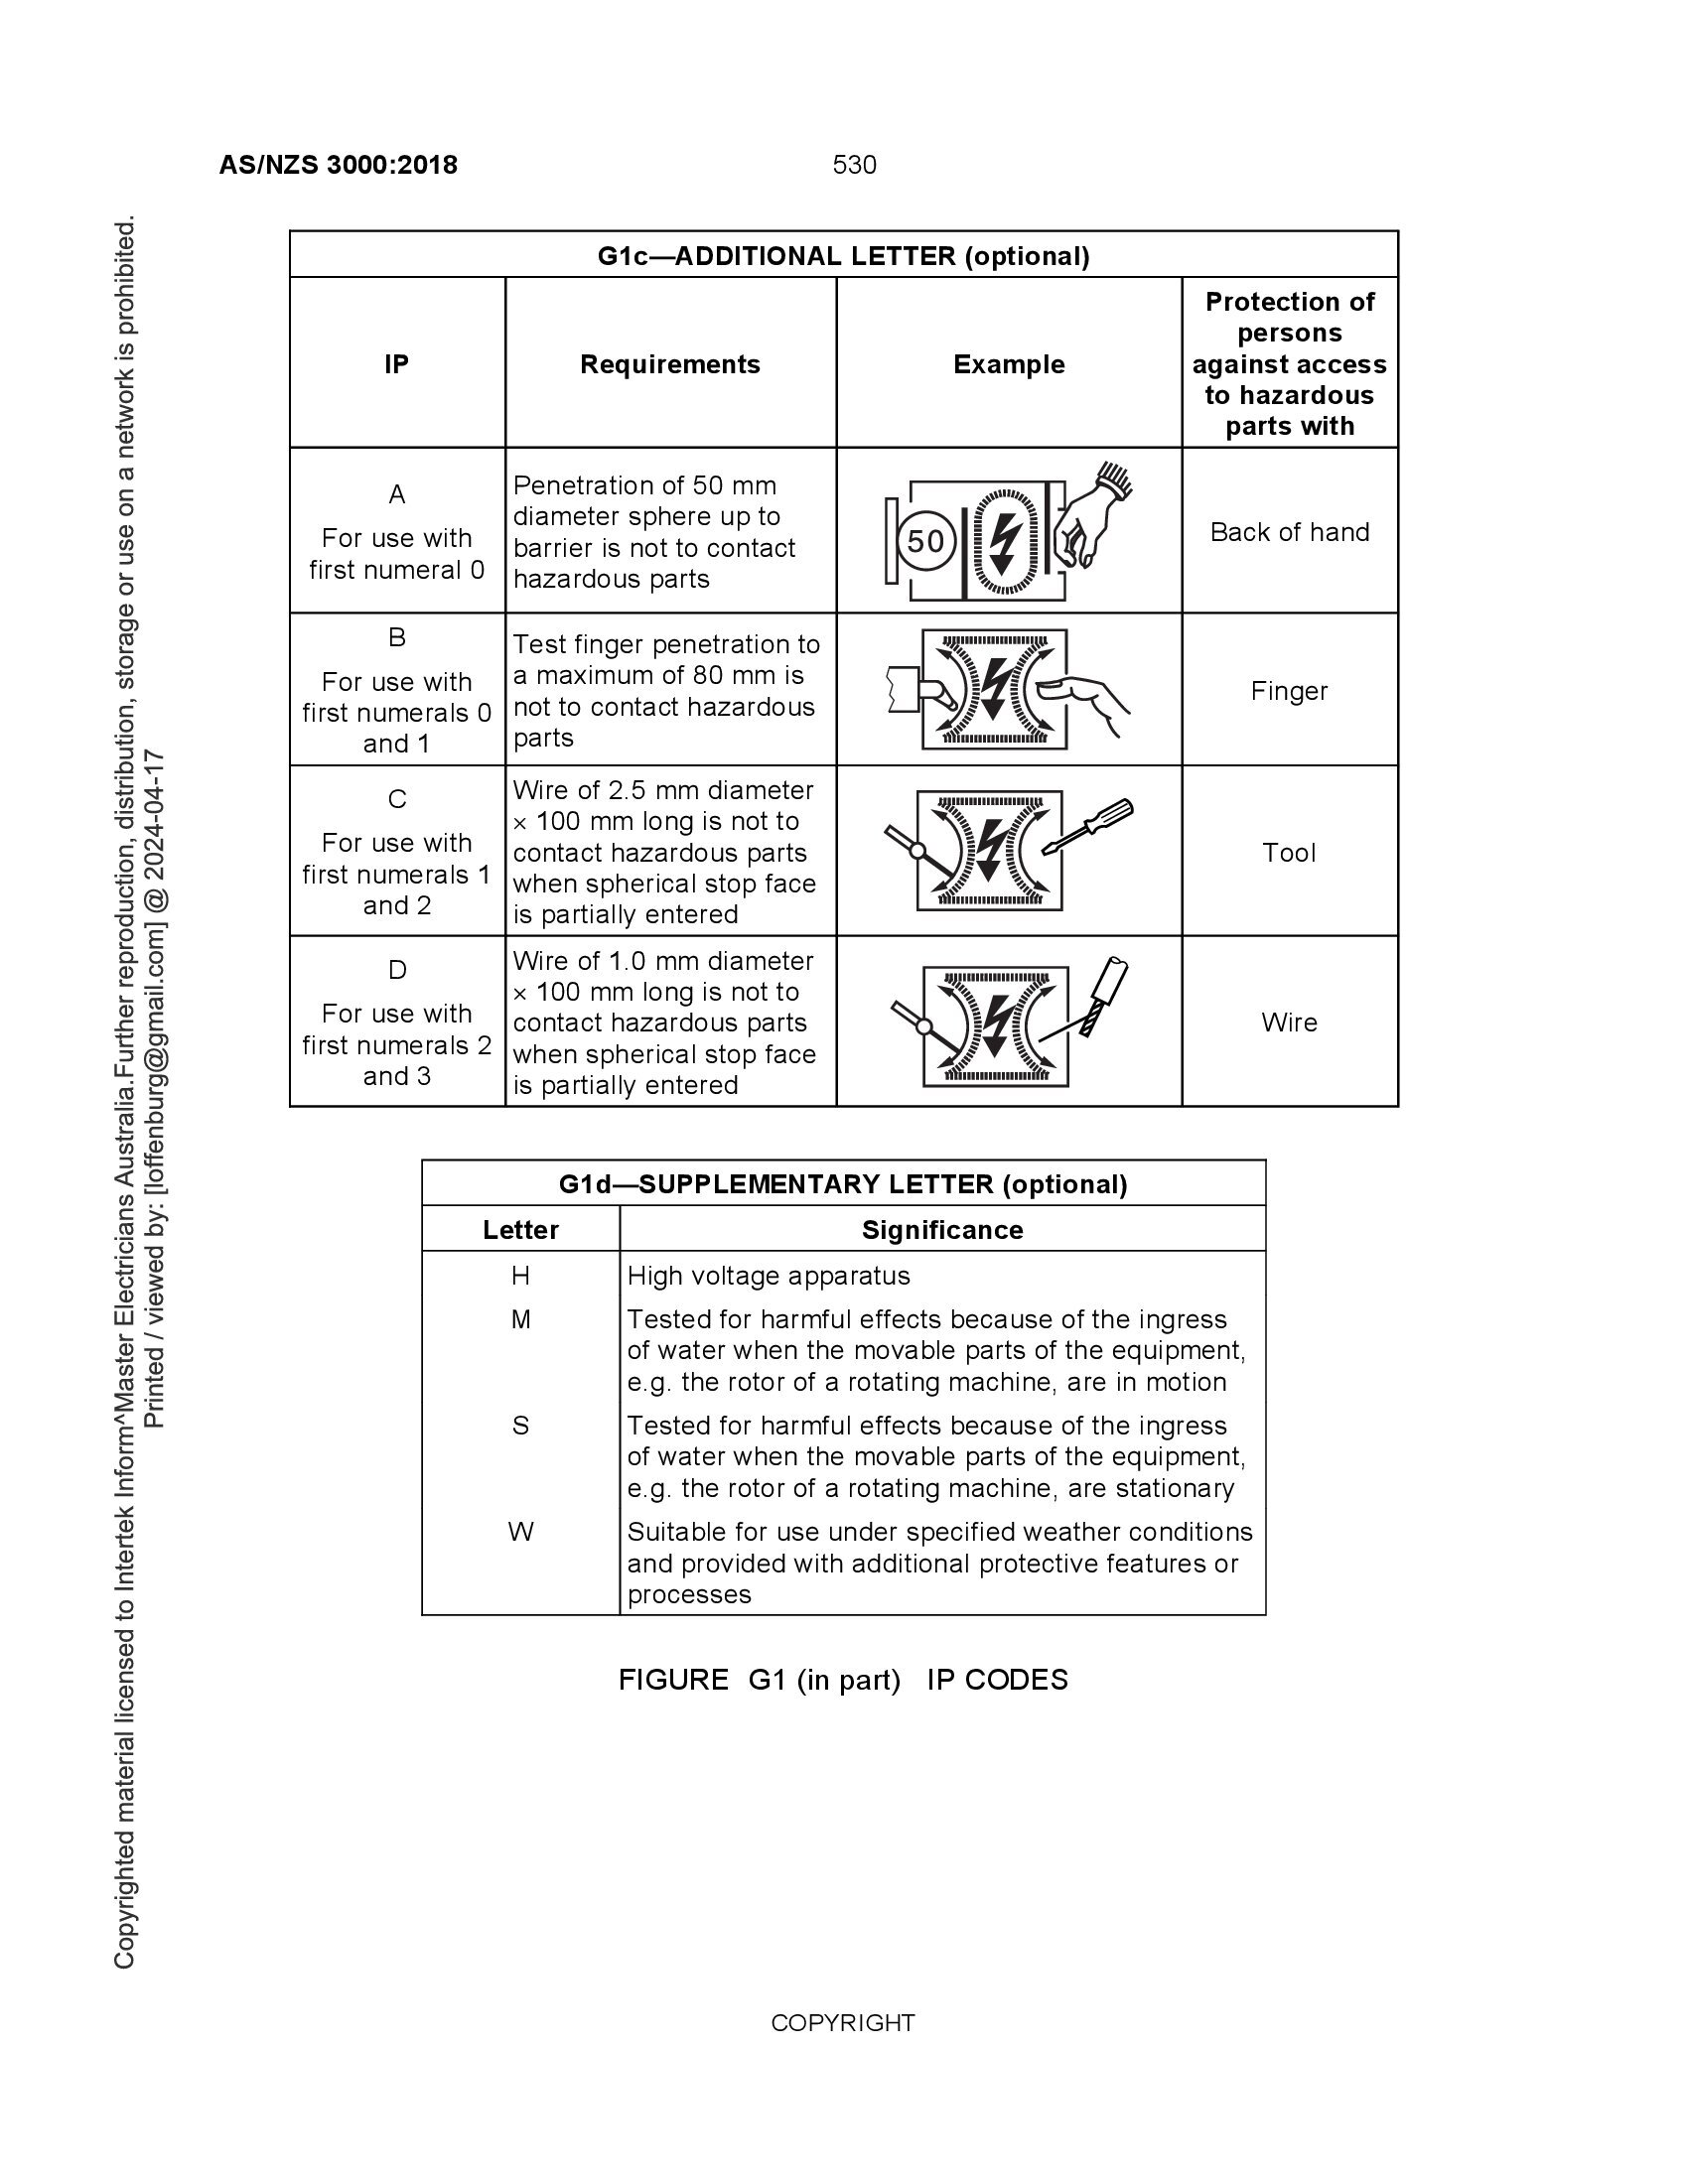 AS/NZS 3000:2018
530
G1c—ADDITIONAL LETTER (optional)
IP
Requirements
Example
Protection of
persons
against access
to hazardous
parts with
A
For use with
first numeral 0
Penetration of 50 mm
diameter sphere up to
barrier is not to contact
hazardous parts
50
Back of hand
B
For use with
first numerals 0
and 1
Test finger penetration to
a maximum of 80 mm is
not to contact hazardous
parts
Finger
C
For use with
first numerals 1
and 2
Wire of 2.5 mm diameter
× 100 mm long is not to
contact hazardous parts
when spherical stop face
is partially entered
Tool
D
For use with
first numerals 2
and 3
Wire of 1.0 mm diameter
× 100 mm long is not to
contact hazardous parts
when spherical stop face
is partially entered
Wire
G1d—SUPPLEMENTARY LETTER (optional)
Letter
Significance
H
High voltage apparatus
M
Tested for harmful effects because of the ingress
of water when the movable parts of the equipment,
e.g. the rotor of a rotating machine, are in motion
S
Tested for harmful effects because of the ingress
of water when the movable parts of the equipment,
e.g. the rotor of a rotating machine, are stationary
W
Suitable for use under specified weather conditions
and provided with additional protective features or
processes
FIGURE G1 (in part) IP CODES
COPYRIGHT
Copyrighted material licensed to Intertek Inform^Master Electricians Australia.Further reproduction, distribution, storage or use on a network is prohibited.
Printed / viewed by: [loffenburg@gmail.com] @ 2024-04-17